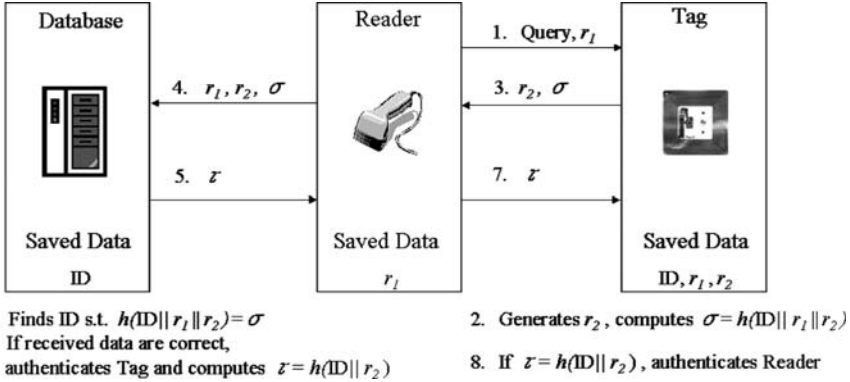 Database
Reader
Tag
1. Query, r₁
4. r₁, r₂, σ
3. r₂, σ
5. τ
7. τ
Saved Data
ID
Saved Data
r₁
Saved Data
ID, r₁, r₂
Finds ID s.t. h(ID|| r₁ || r₂) = σ
If received data are correct,
authenticates Tag and computes τ = h(ID|| r₂)
2. Generates r₂, computes σ = h(ID|| r₁ || r₂)
8. If τ = h(ID|| r₂), authenticates Reader